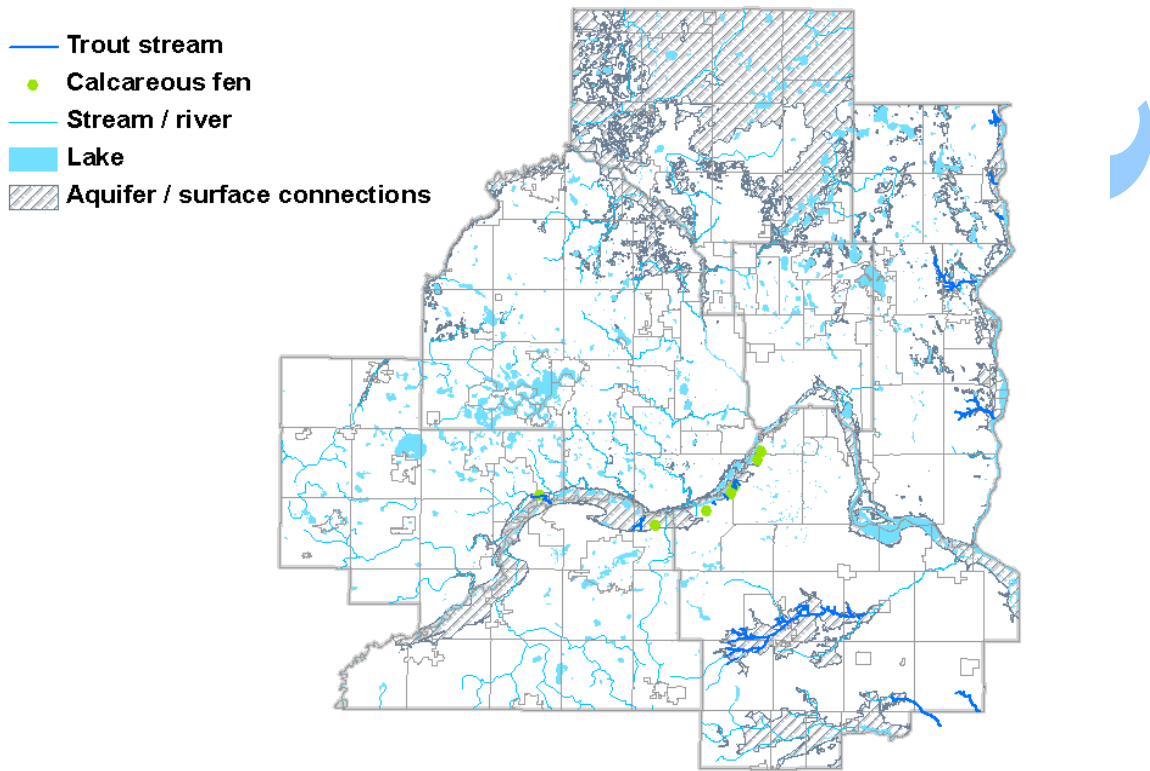 Trout stream
Calcareous fen
Stream / river
Lake
Aquifer / surface connections